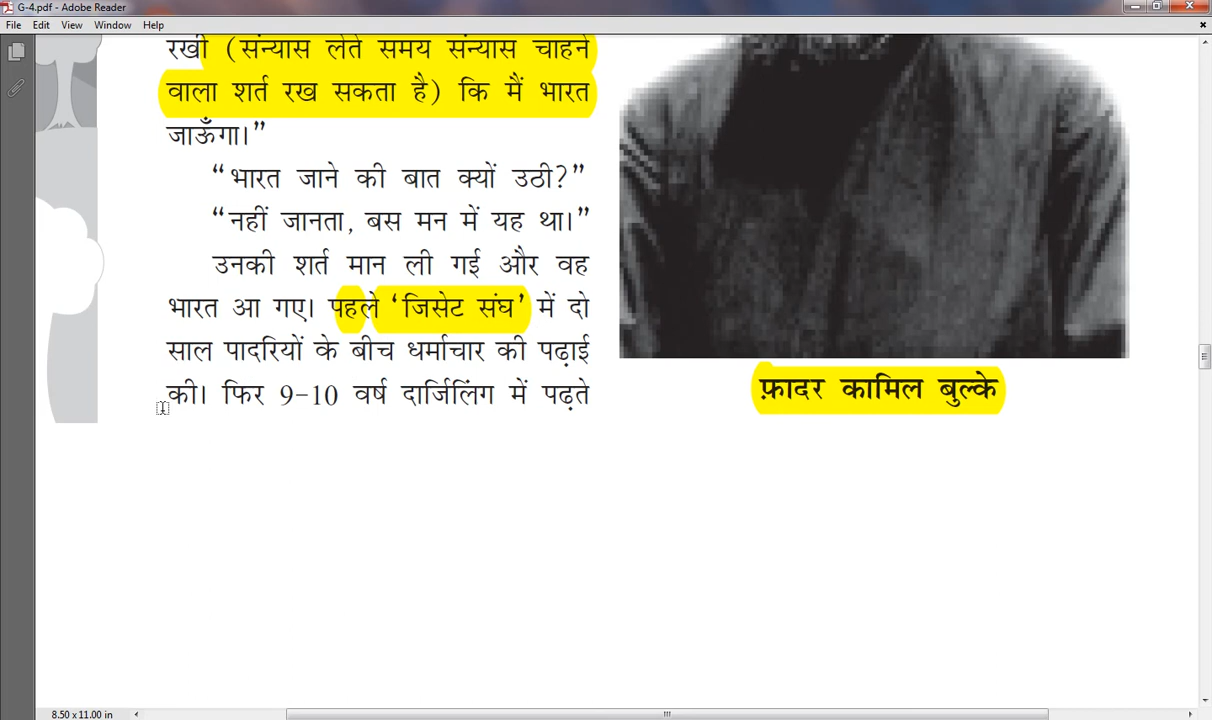 G-4.pdf - Adobe Reader
File Edit View Window Help
रखी (संन्यास लेते समय संन्यास चाहने
वाला शर्त रख सकता है) कि मैं भारत
जाऊँगा।”
“भारत जाने की बात क्यों उठी?”
“नहीं जानता, बस मन में यह था।”
उनकी शर्त मान ली गई और वह
भारत आ गए। पहले ‘जिसेट संघ’ में दो
साल पादरियों के बीच धर्माचार की पढ़ाई
की। फिर 9-10 वर्ष दार्जिलिंग में पढ़ते
फ़ादर कामिल बुल्के
8.50 x 11.00 in